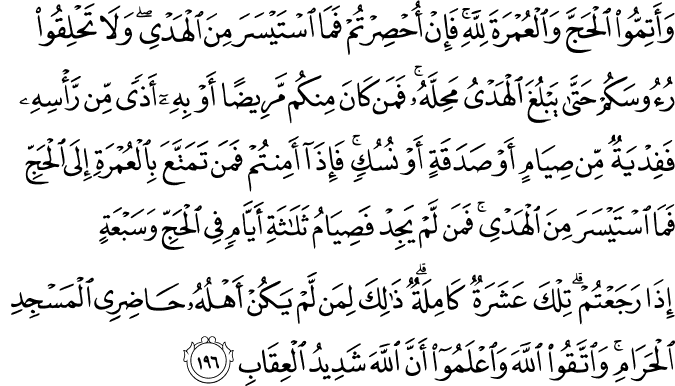 وَأَتِمُّوا۟ ٱلْحَجَّ وَٱلْعُمْرَةَ لِلَّهِ ۚ فَإِنْ أُحْصِرْتُمْ فَمَا ٱسْتَيْسَرَ مِنَ ٱلْهَدْىِ ۖ وَلَا تَحْلِقُوا۟
رُءُوسَكُمْ حَتَّىٰ يَبْلُغَ ٱلْهَدْىُ مَحِلَّهُۥ ۚ فَمَن كَانَ مِنكُم مَّرِيضًا أَوْ بِهِۦٓ أَذًى مِّن رَّأْسِهِۦ
فَفِدْيَةٌ مِّن صِيَامٍ أَوْ صَدَقَةٍ أَوْ نُسُكٍ ۚ فَإِذَآ أَمِنتُمْ فَمَن تَمَتَّعَ بِٱلْعُمْرَةِ إِلَى ٱلْحَجِّ
فَمَا ٱسْتَيْسَرَ مِنَ ٱلْهَدْىِ ۚ فَمَن لَّمْ يَجِدْ فَصِيَامُ ثَلَٰثَةِ أَيَّامٍ فِى ٱلْحَجِّ وَسَبْعَةٍ
إِذَا رَجَعْتُمْ ۗ تِلْكَ عَشَرَةٌ كَامِلَةٌ ۗ ذَٰلِكَ لِمَن لَّمْ يَكُنْ أَهْلُهُۥ حَاضِرِى ٱلْمَسْجِدِ
ٱلْحَرَامِ ۚ وَٱتَّقُوا۟ ٱللَّهَ وَٱعْلَمُوٓا۟ أَنَّ ٱللَّهَ شَدِيدُ ٱلْعِقَابِ ١٩٦